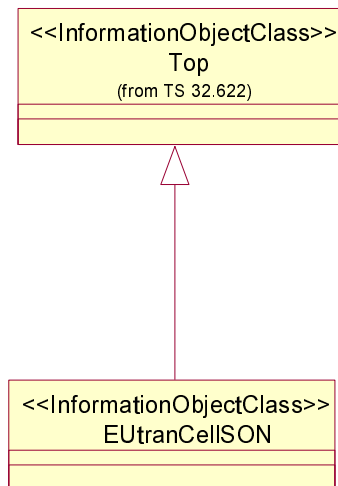 <<InformationObjectClass>>
Top
(from TS 32.622)
<<InformationObjectClass>>
EUtranCellSON